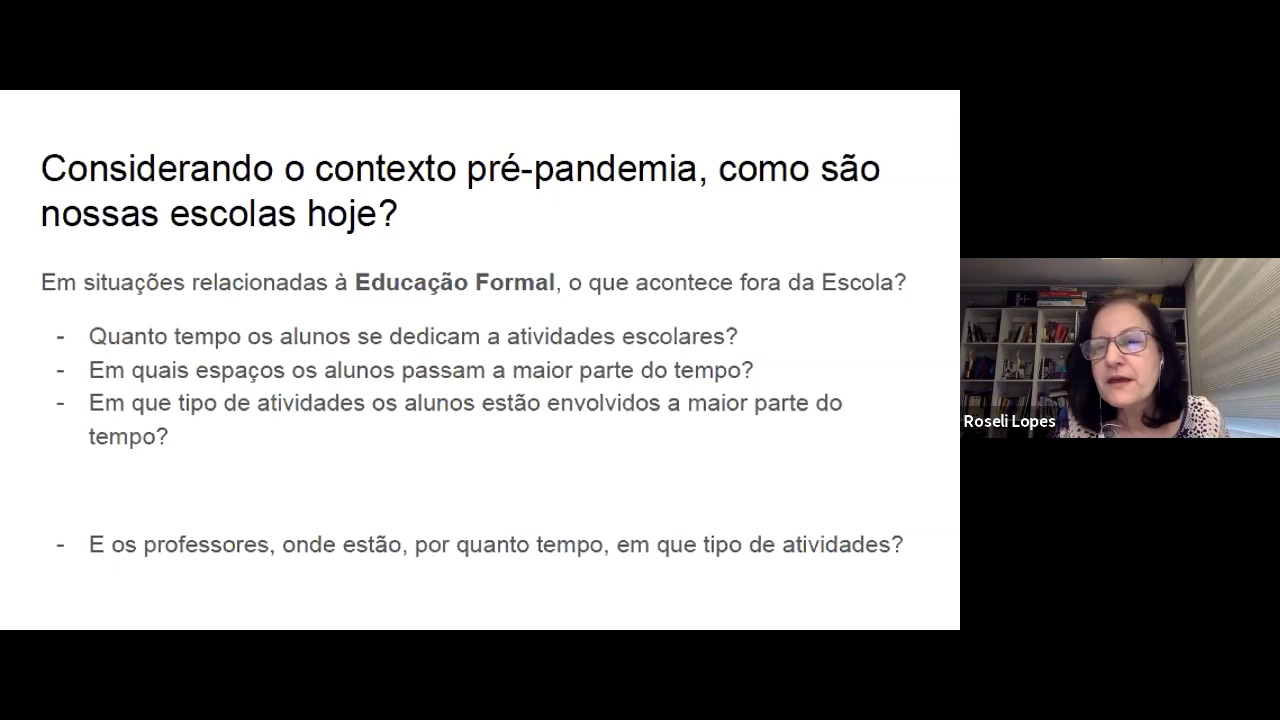 Considerando o contexto pré-pandemia, como são
nossas escolas hoje?
Em situações relacionadas à Educação Formal, o que acontece fora da Escola?
- Quanto tempo os alunos se dedicam a atividades escolares?
- Em quais espaços os alunos passam a maior parte do tempo?
- Em que tipo de atividades os alunos estão envolvidos a maior parte do
tempo?
- E os professores, onde estão, por quanto tempo, em que tipo de atividades?
Roseli Lopes